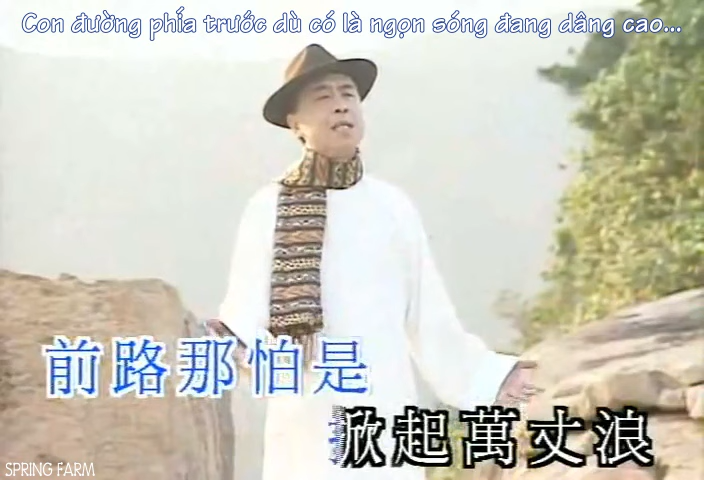 Con đường phía trước dù có là ngọn sóng đang dâng cao...
前路那怕是
掀起萬丈浪
SPRING FARM